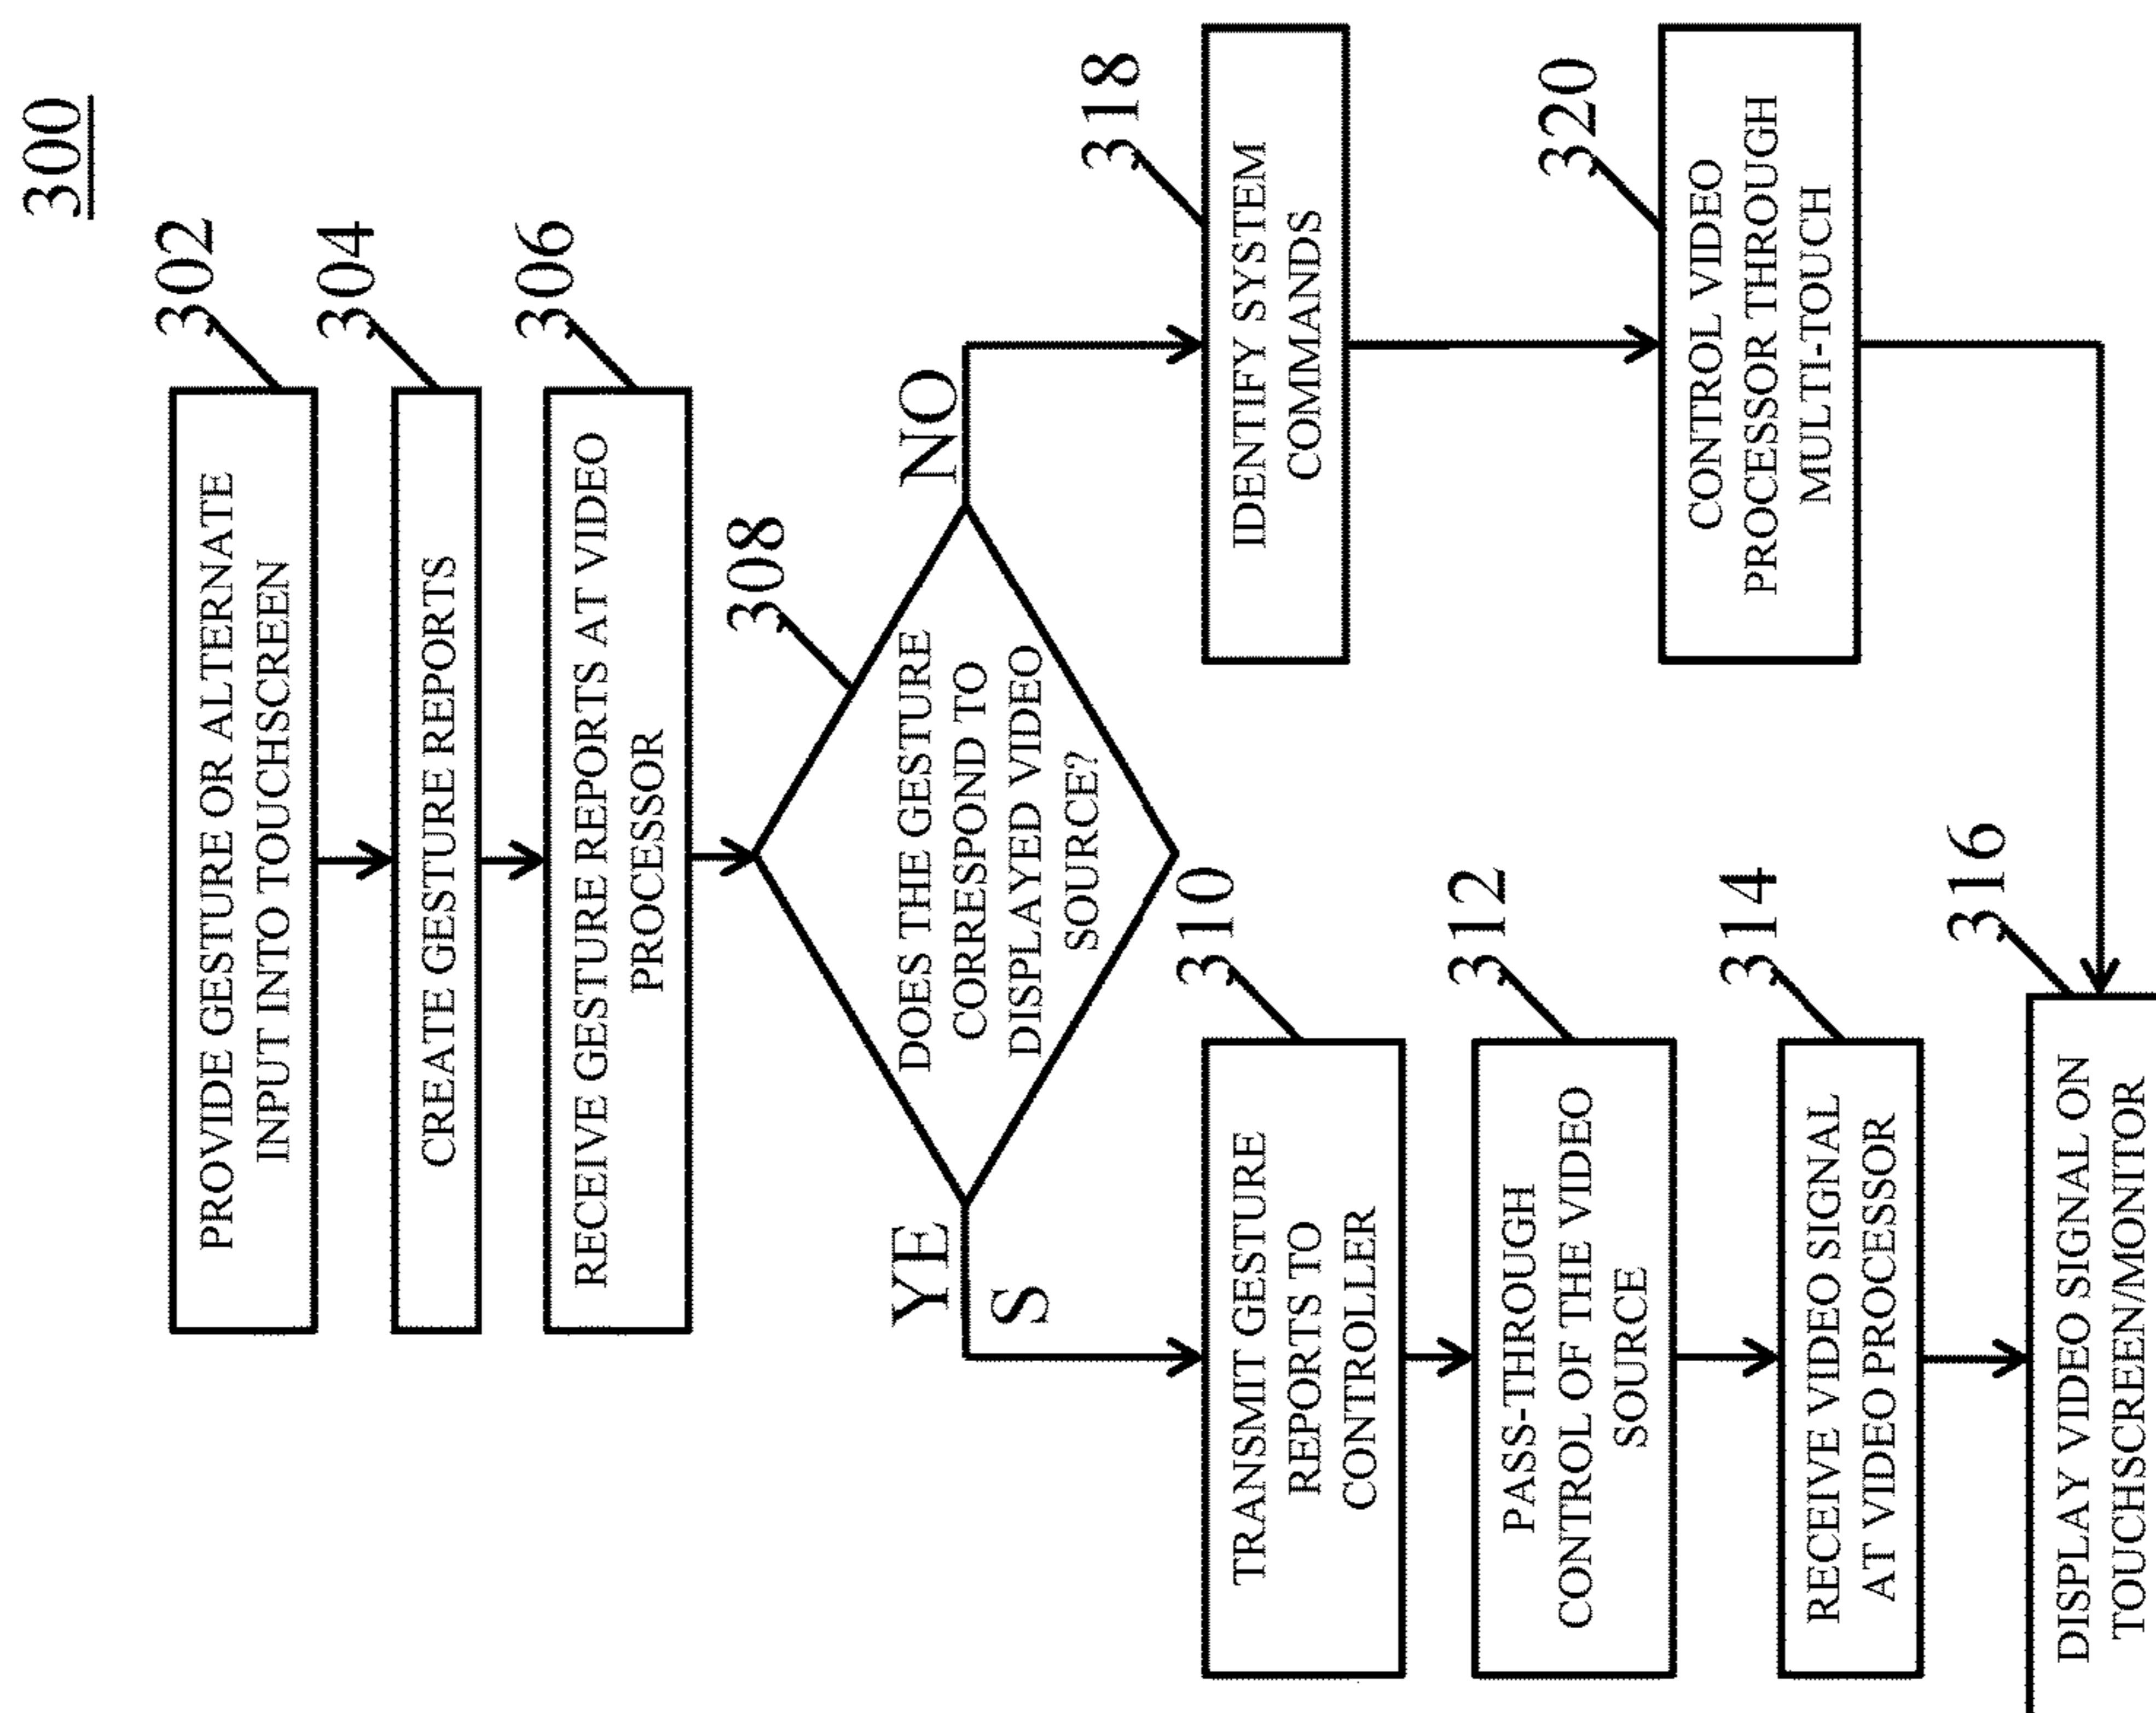 300
302
PROVIDE GESTURE OR ALTERNATE
INPUT INTO TOUCHSCREEN
304
CREATE GESTURE REPORTS
306
RECEIVE GESTURE REPORTS AT VIDEO
PROCESSOR
308
DOES THE GESTURE
CORRESPOND TO
DISPLAYED VIDEO
SOURCE?
YE
S
NO
310
TRANSMIT GESTURE
REPORTS TO
CONTROLLER
312
PASS-THROUGH
CONTROL OF THE VIDEO
SOURCE
314
RECEIVE VIDEO SIGNAL
AT VIDEO PROCESSOR
316
DISPLAY VIDEO SIGNAL ON
TOUCHSCREEN/MONITOR
318
IDENTIFY SYSTEM
COMMANDS
320
CONTROL VIDEO
PROCESSOR THROUGH
MULTI-TOUCH